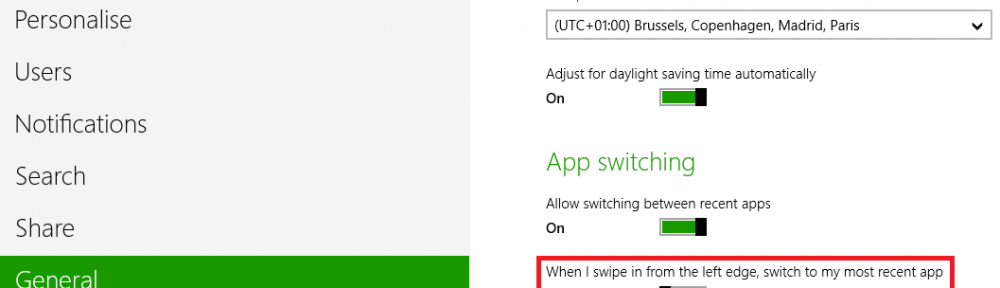 Personalise
Users
Notifications
Search
Share
General
(UTC+01:00) Brussels, Copenhagen, Madrid, Paris
Adjust for daylight saving time automatically
On
App switching
Allow switching between recent apps
On
When I swipe in from the left edge, switch to my most recent app